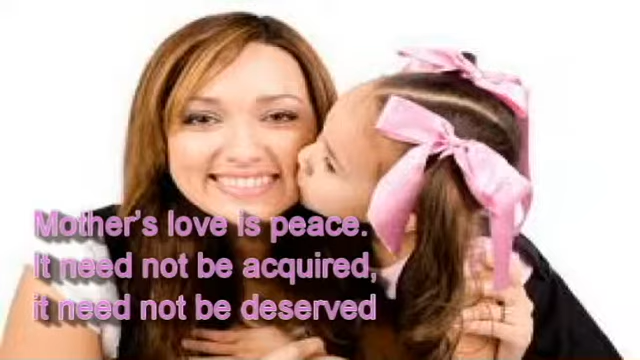 Mother's love is peace.
It need not be acquired,
it need not be deserved